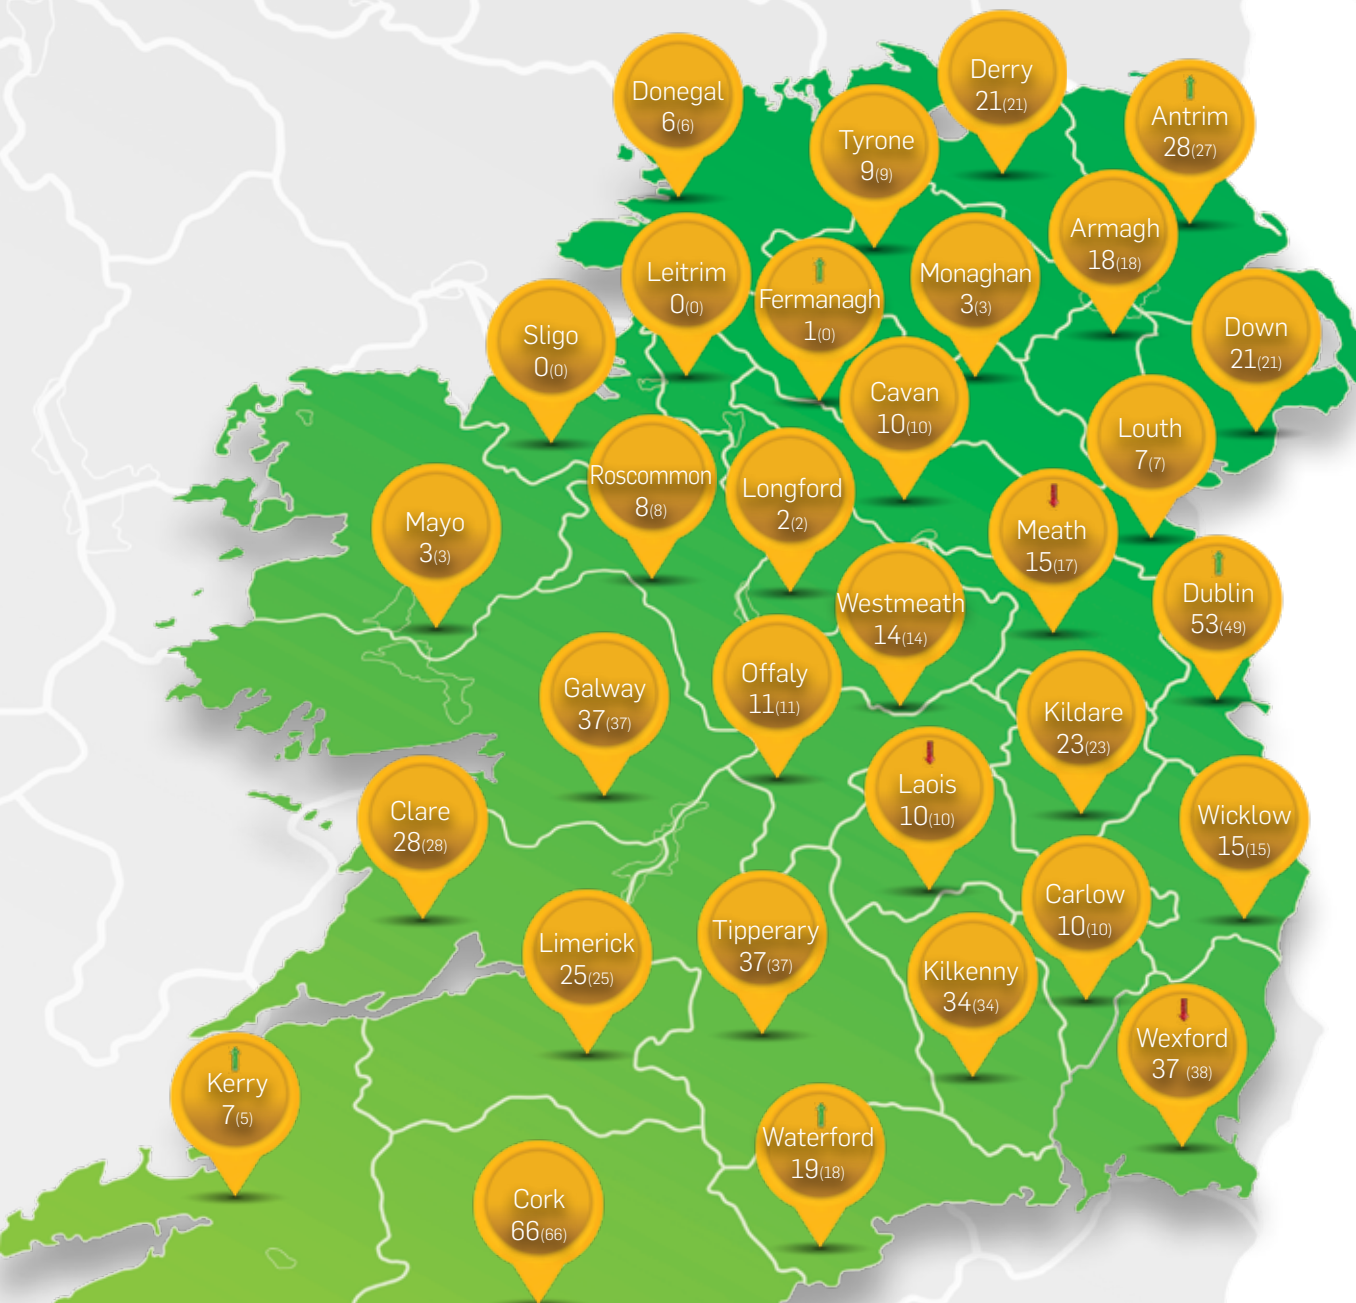 Derry
21(21)
Donegal
6(6)
Antrim
28(27)
Tyrone
9(9)
Armagh
18(18)
Leitrim
0(0)
Monaghan
3(3)
Fermanagh
1(0)
Down
21(21)
Sligo
0(0)
Cavan
10(10)
Louth
7(7)
Roscommon
8(8)
Longford
2(2)
Mayo
3(3)
Meath
15(17)
Dublin
53(49)
Westmeath
14(14)
Offaly
11(11)
Galway
37(37)
Kildare
23(23)
Laois
10(10)
Clare
28(28)
Wicklow
15(15)
Carlow
10(10)
Tipperary
37(37)
Limerick
25(25)
Kilkenny
34(34)
Wexford
37 (38)
Kerry
7(5)
Waterford
19(18)
Cork
66(66)